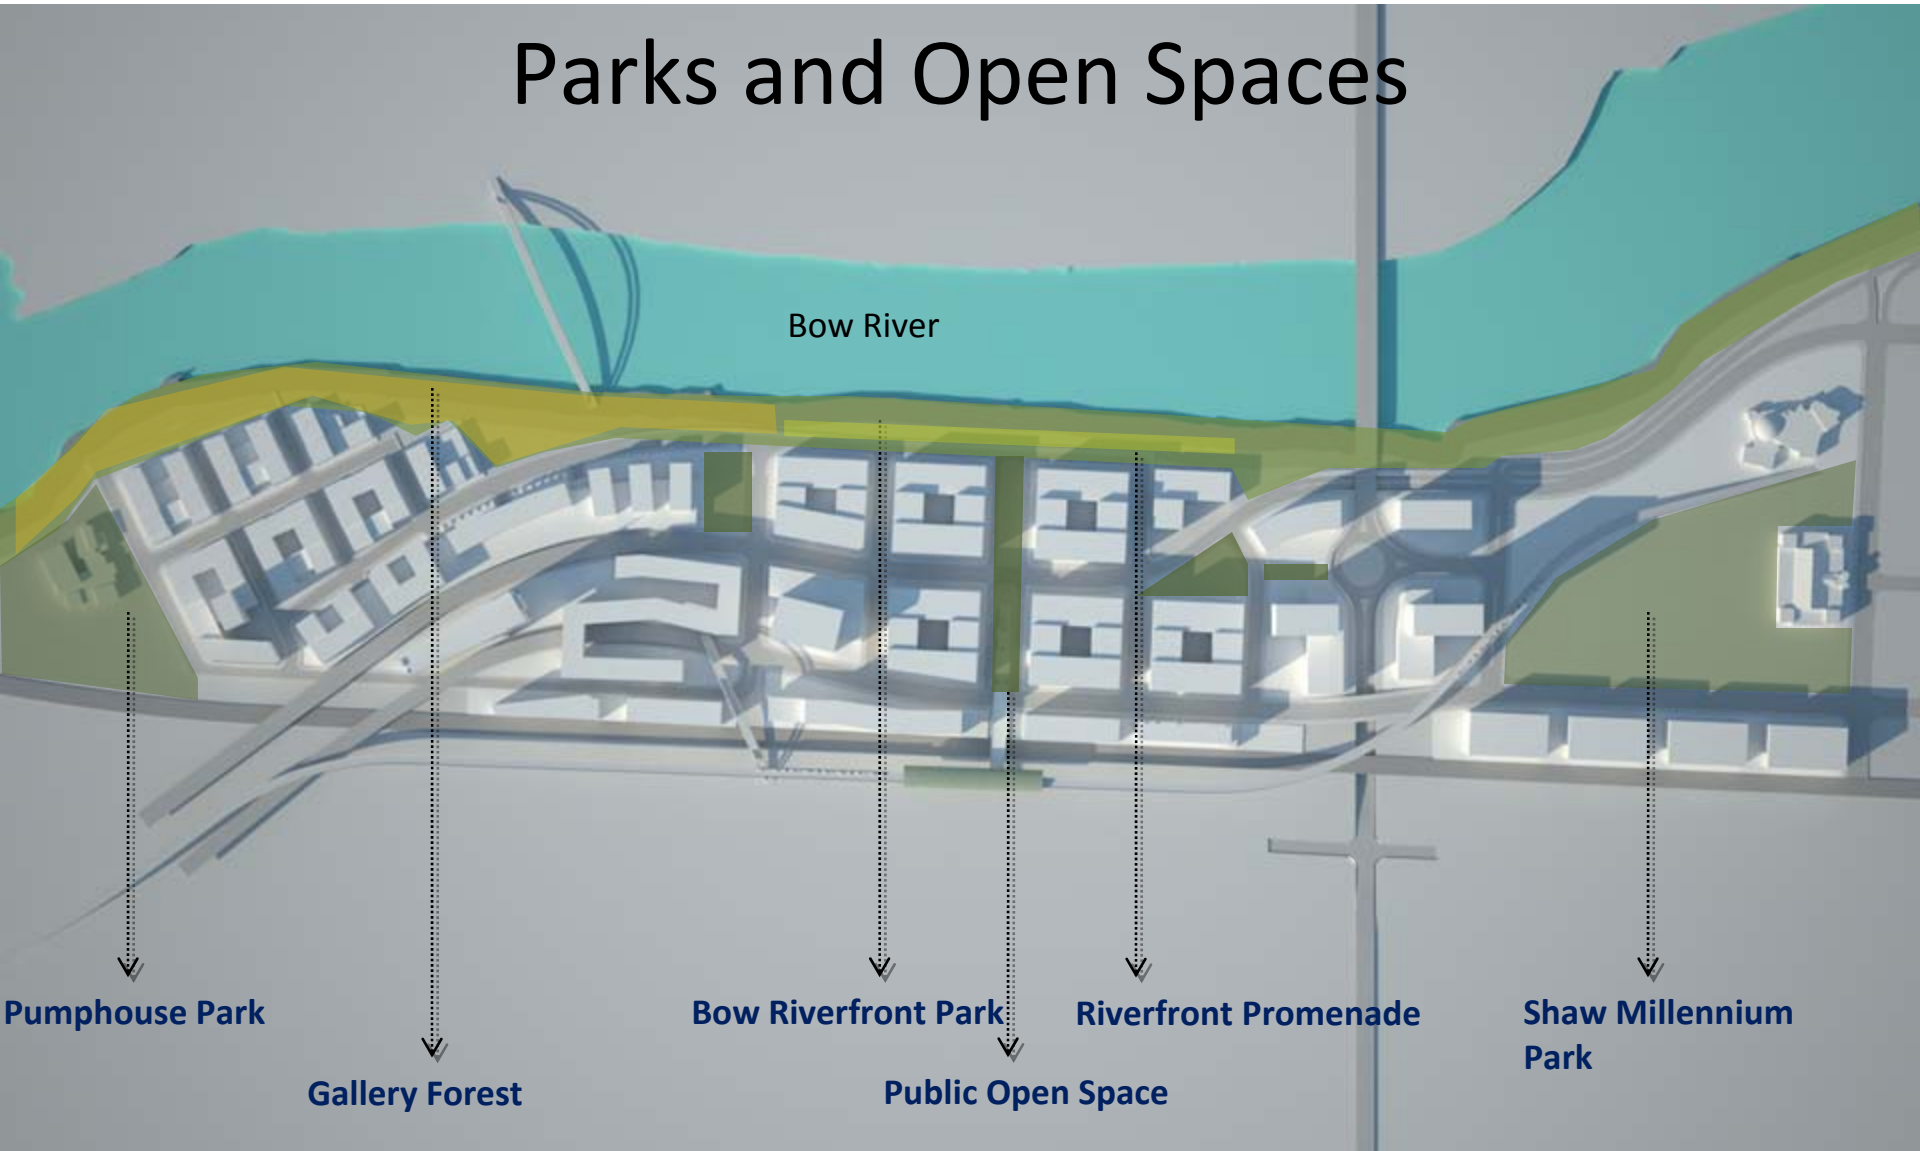 Parks and Open Spaces
Bow River
Pumphouse Park
Bow Riverfront Park
Riverfront Promenade
Shaw Millennium
Park
Gallery Forest
Public Open Space